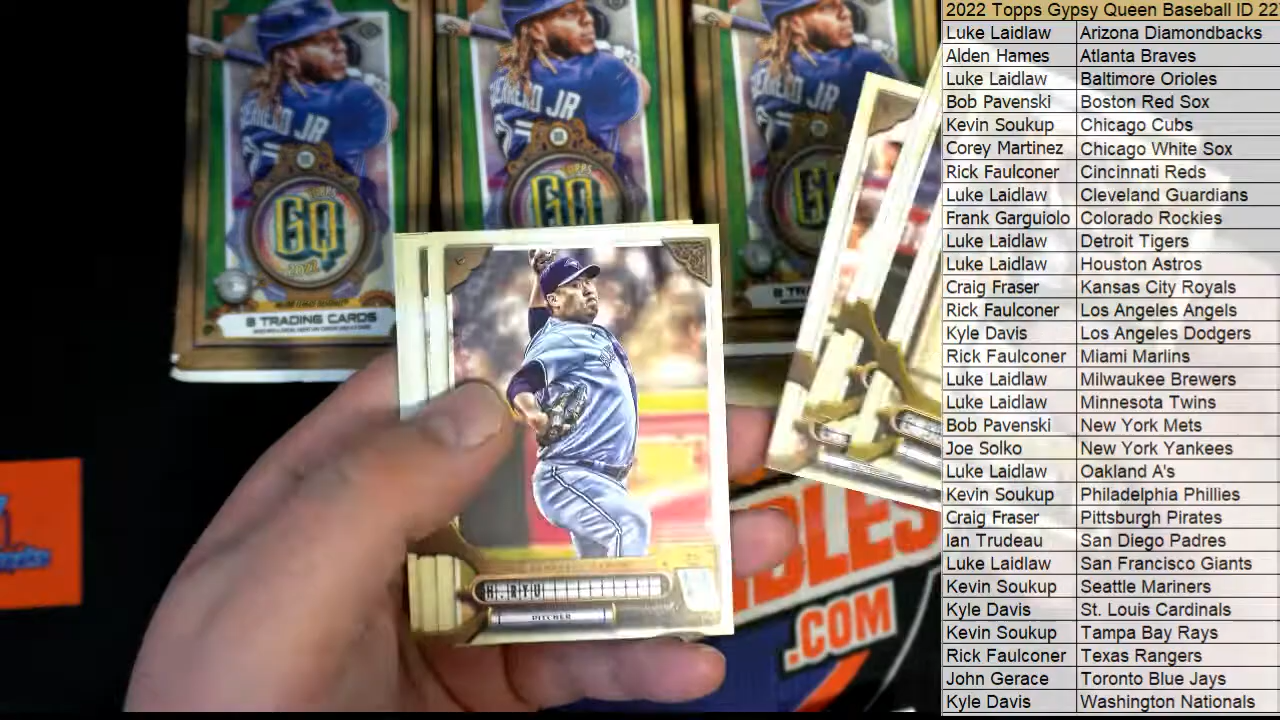 2022 Topps Gypsy Queen Baseball ID 22
Luke Laidlaw Arizona Diamondbacks
Alden Hames Atlanta Braves
Luke Laidlaw Baltimore Orioles
Bob Pavenski Boston Red Sox
Kevin Soukup Chicago Cubs
Corey Martinez Chicago White Sox
Rick Faulconer Cincinnati Reds
Luke Laidlaw Cleveland Guardians
Frank Garguiolo Colorado Rockies
Luke Laidlaw Detroit Tigers
Luke Laidlaw Houston Astros
Craig Fraser Kansas City Royals
Rick Faulconer Los Angeles Angels
Kyle Davis Los Angeles Dodgers
Rick Faulconer Miami Marlins
Luke Laidlaw Milwaukee Brewers
Luke Laidlaw Minnesota Twins
Bob Pavenski New York Mets
Joe Solko New York Yankees
Luke Laidlaw Oakland A's
Kevin Soukup Philadelphia Phillies
Craig Fraser Pittsburgh Pirates
Ian Trudeau San Diego Padres
Luke Laidlaw San Francisco Giants
Kevin Soukup Seattle Mariners
Kyle Davis St. Louis Cardinals
Kevin Soukup Tampa Bay Rays
Rick Faulconer Texas Rangers
John Gerace Toronto Blue Jays
Kyle Davis Washington Nationals
JR
JR
JR
TOPPS
GQ
2022
8 TRADING CARDS
TOPPS
GQ
H. RYU
PITCHER
.COM